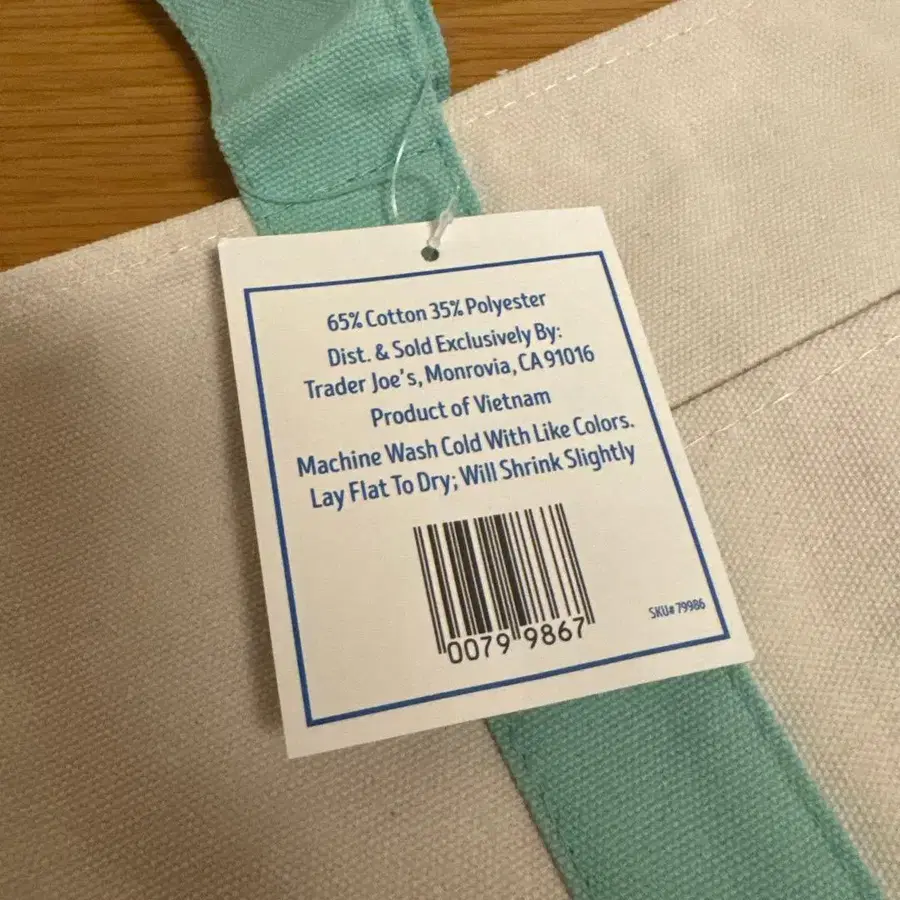 65% Cotton 35% Polyester
Dist. & Sold Exclusively By:
Trader Joe's, Monrovia, CA 91016
Product of Vietnam
Machine Wash Cold With Like Colors.
Lay Flat To Dry; Will Shrink Slightly
SKU# 79986
0079 9867